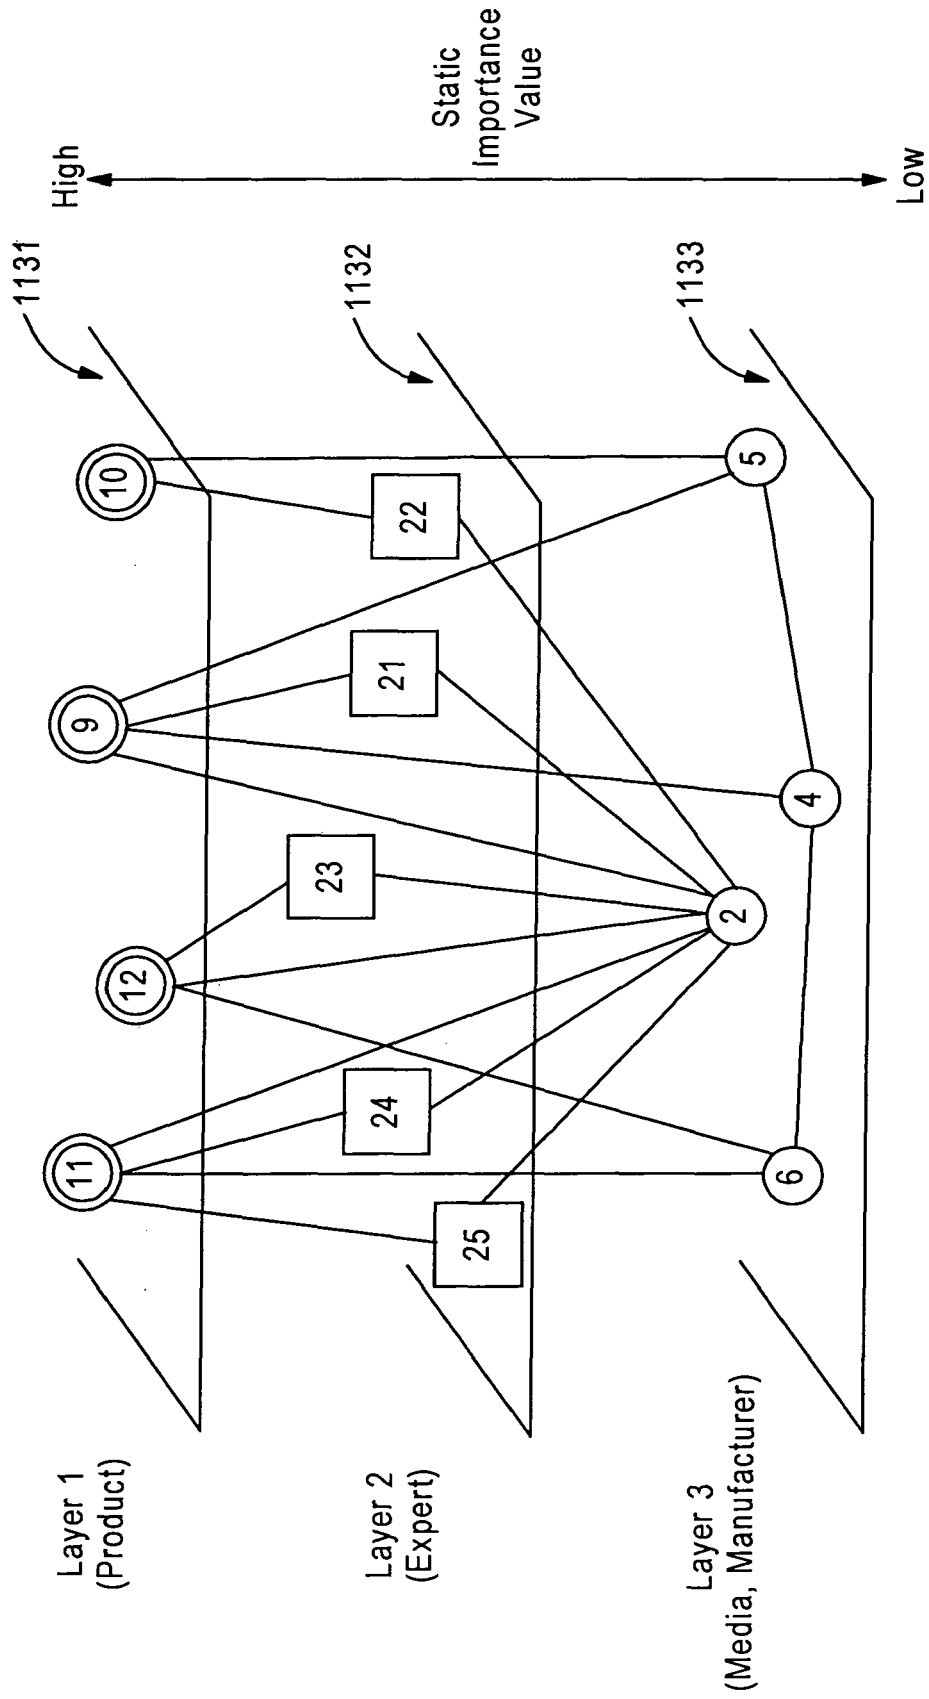 Layer 1
(Product)
11
12
9
10
1131
High
Static
Importance
Value
Layer 2
(Expert)
25
24
23
21
22
1132
Layer 3
(Media, Manufacturer)
6
2
4
5
1133
Low